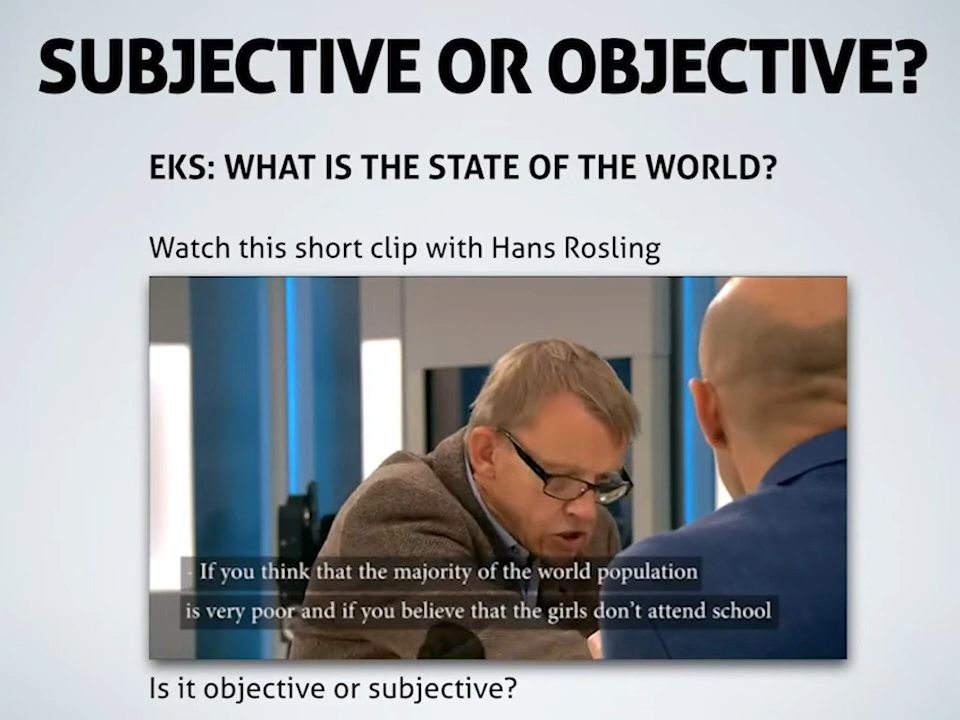 SUBJECTIVE OR OBJECTIVE?
EKS: WHAT IS THE STATE OF THE WORLD?
Watch this short clip with Hans Rosling
- If you think that the majority of the world population
is very poor and if you believe that the girls don't attend school
Is it objective or subjective?